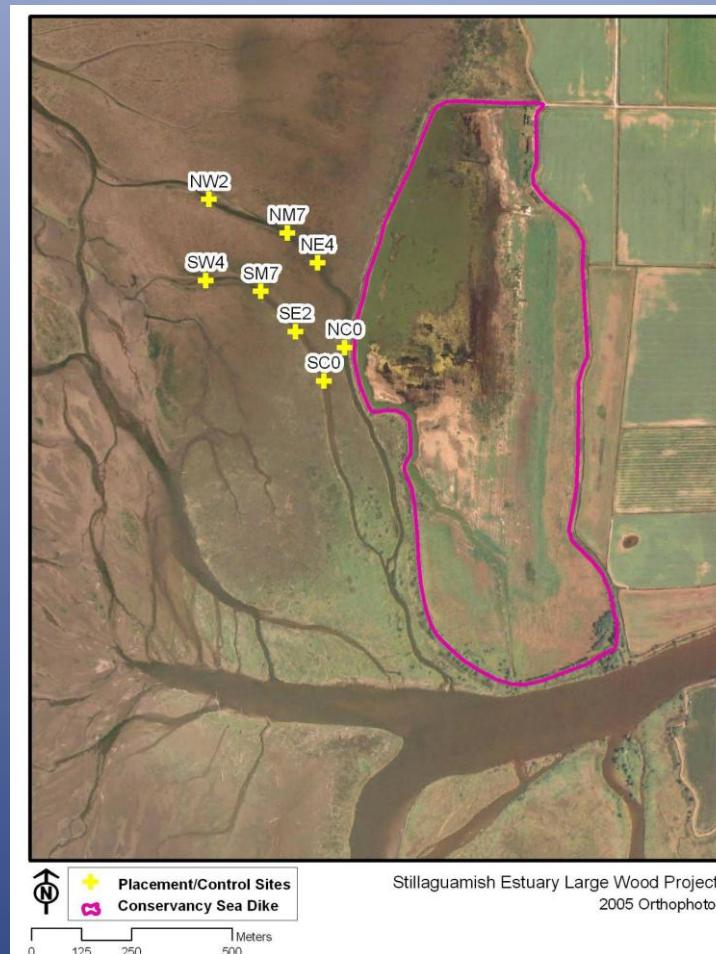 NW2
NM7
NE4
SW4
SM7
SE2
NC0
SC0
N
Placement/Control Sites
Conservancy Sea Dike
Stillaguamish Estuary Large Wood Project
2005 Orthophoto
Meters
0 125 250 500